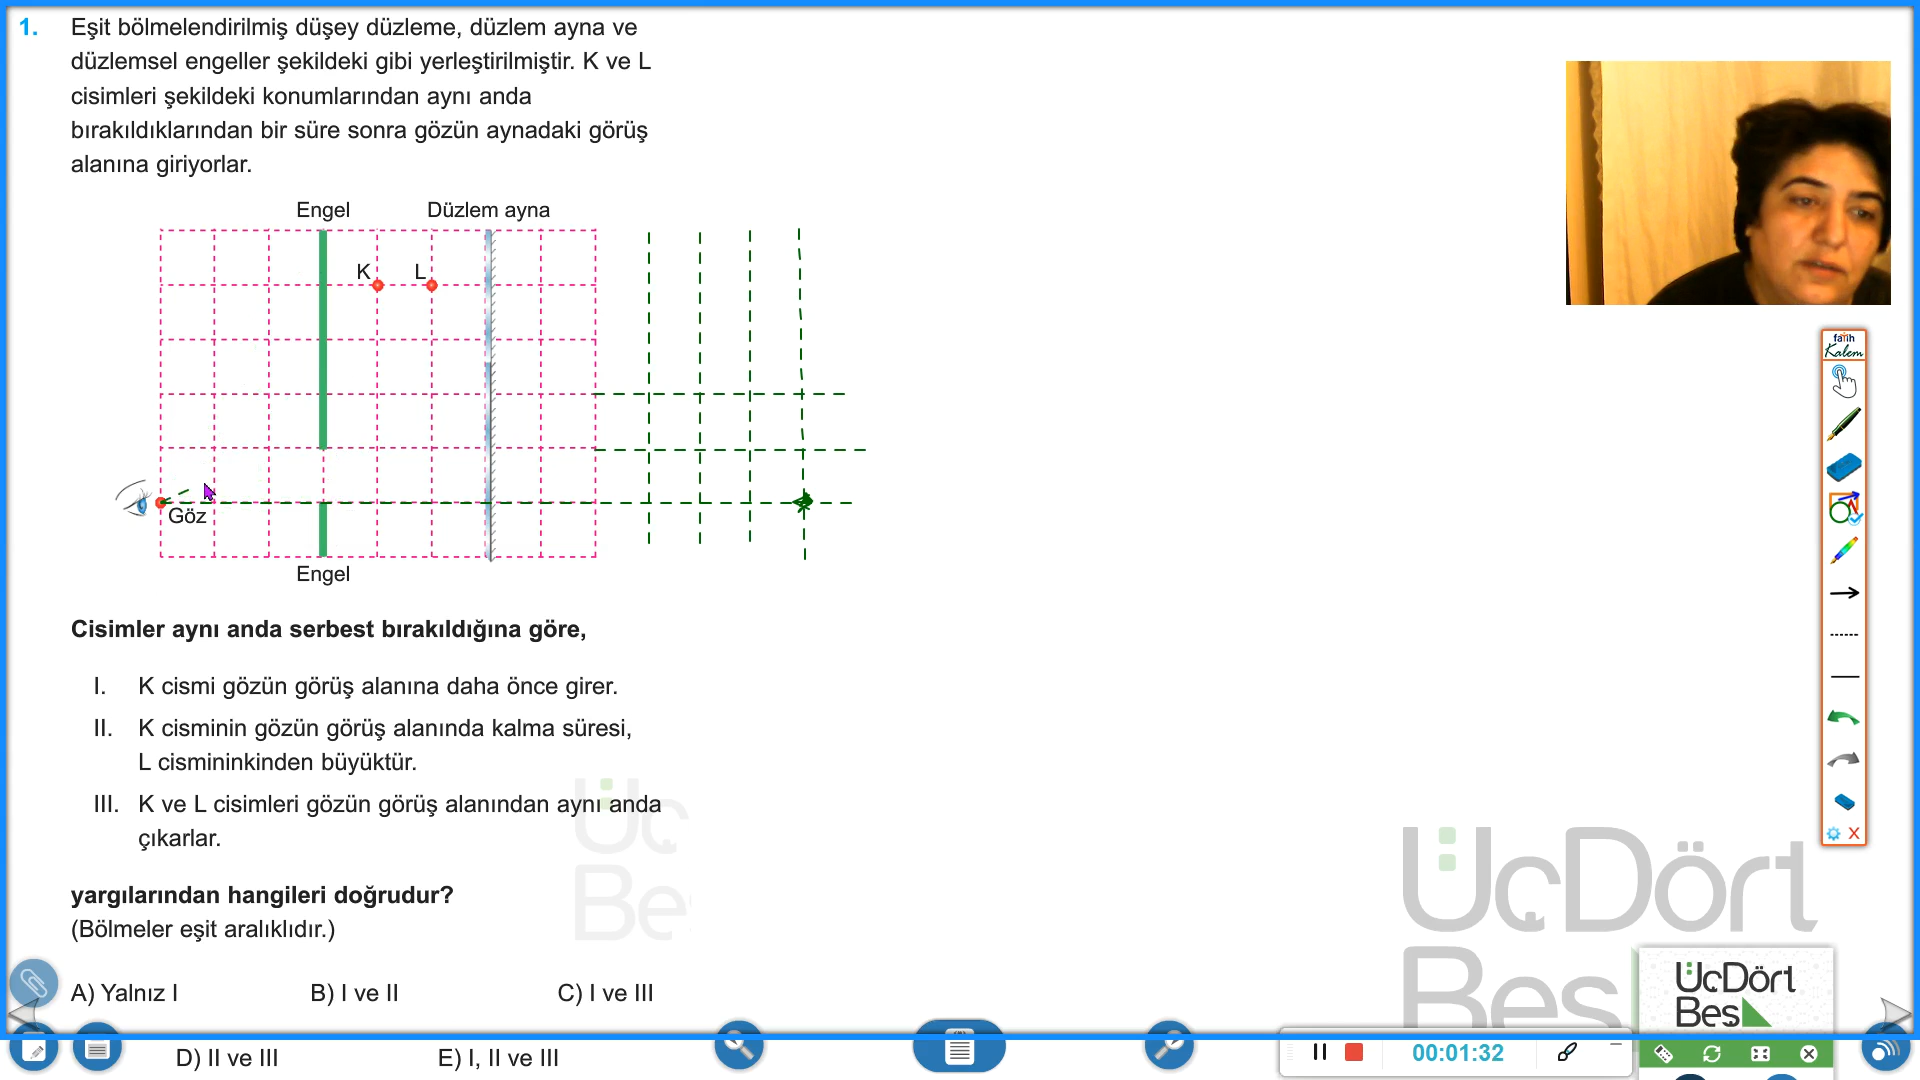 1. Eşit bölmelendirilmiş düşey düzleme, düzlem ayna ve
düzlemsel engeller şekildeki gibi yerleştirilmiştir. K ve L
cisimleri şekildeki konumlarından aynı anda
bırakıldıklarından bir süre sonra gözün aynadaki görüş
alanına giriyorlar.
Engel Düzlem ayna
K L
Göz
Engel
Cisimler aynı anda serbest bırakıldığına göre,
I. K cismi gözün görüş alanına daha önce girer.
II. K cisminin gözün görüş alanında kalma süresi,
L cismininkinden büyüktür.
III. K ve L cisimleri gözün görüş alanından aynı anda
çıkarlar.
yargılarından hangileri doğrudur?
(Bölmeler eşit aralıklıdır.)
A) Yalnız I B) I ve II C) I ve III
D) II ve III E) I, II ve III
fatih
Kalem
X
ÜçDört
Beş
ÜçDört
Beş
00:01:32